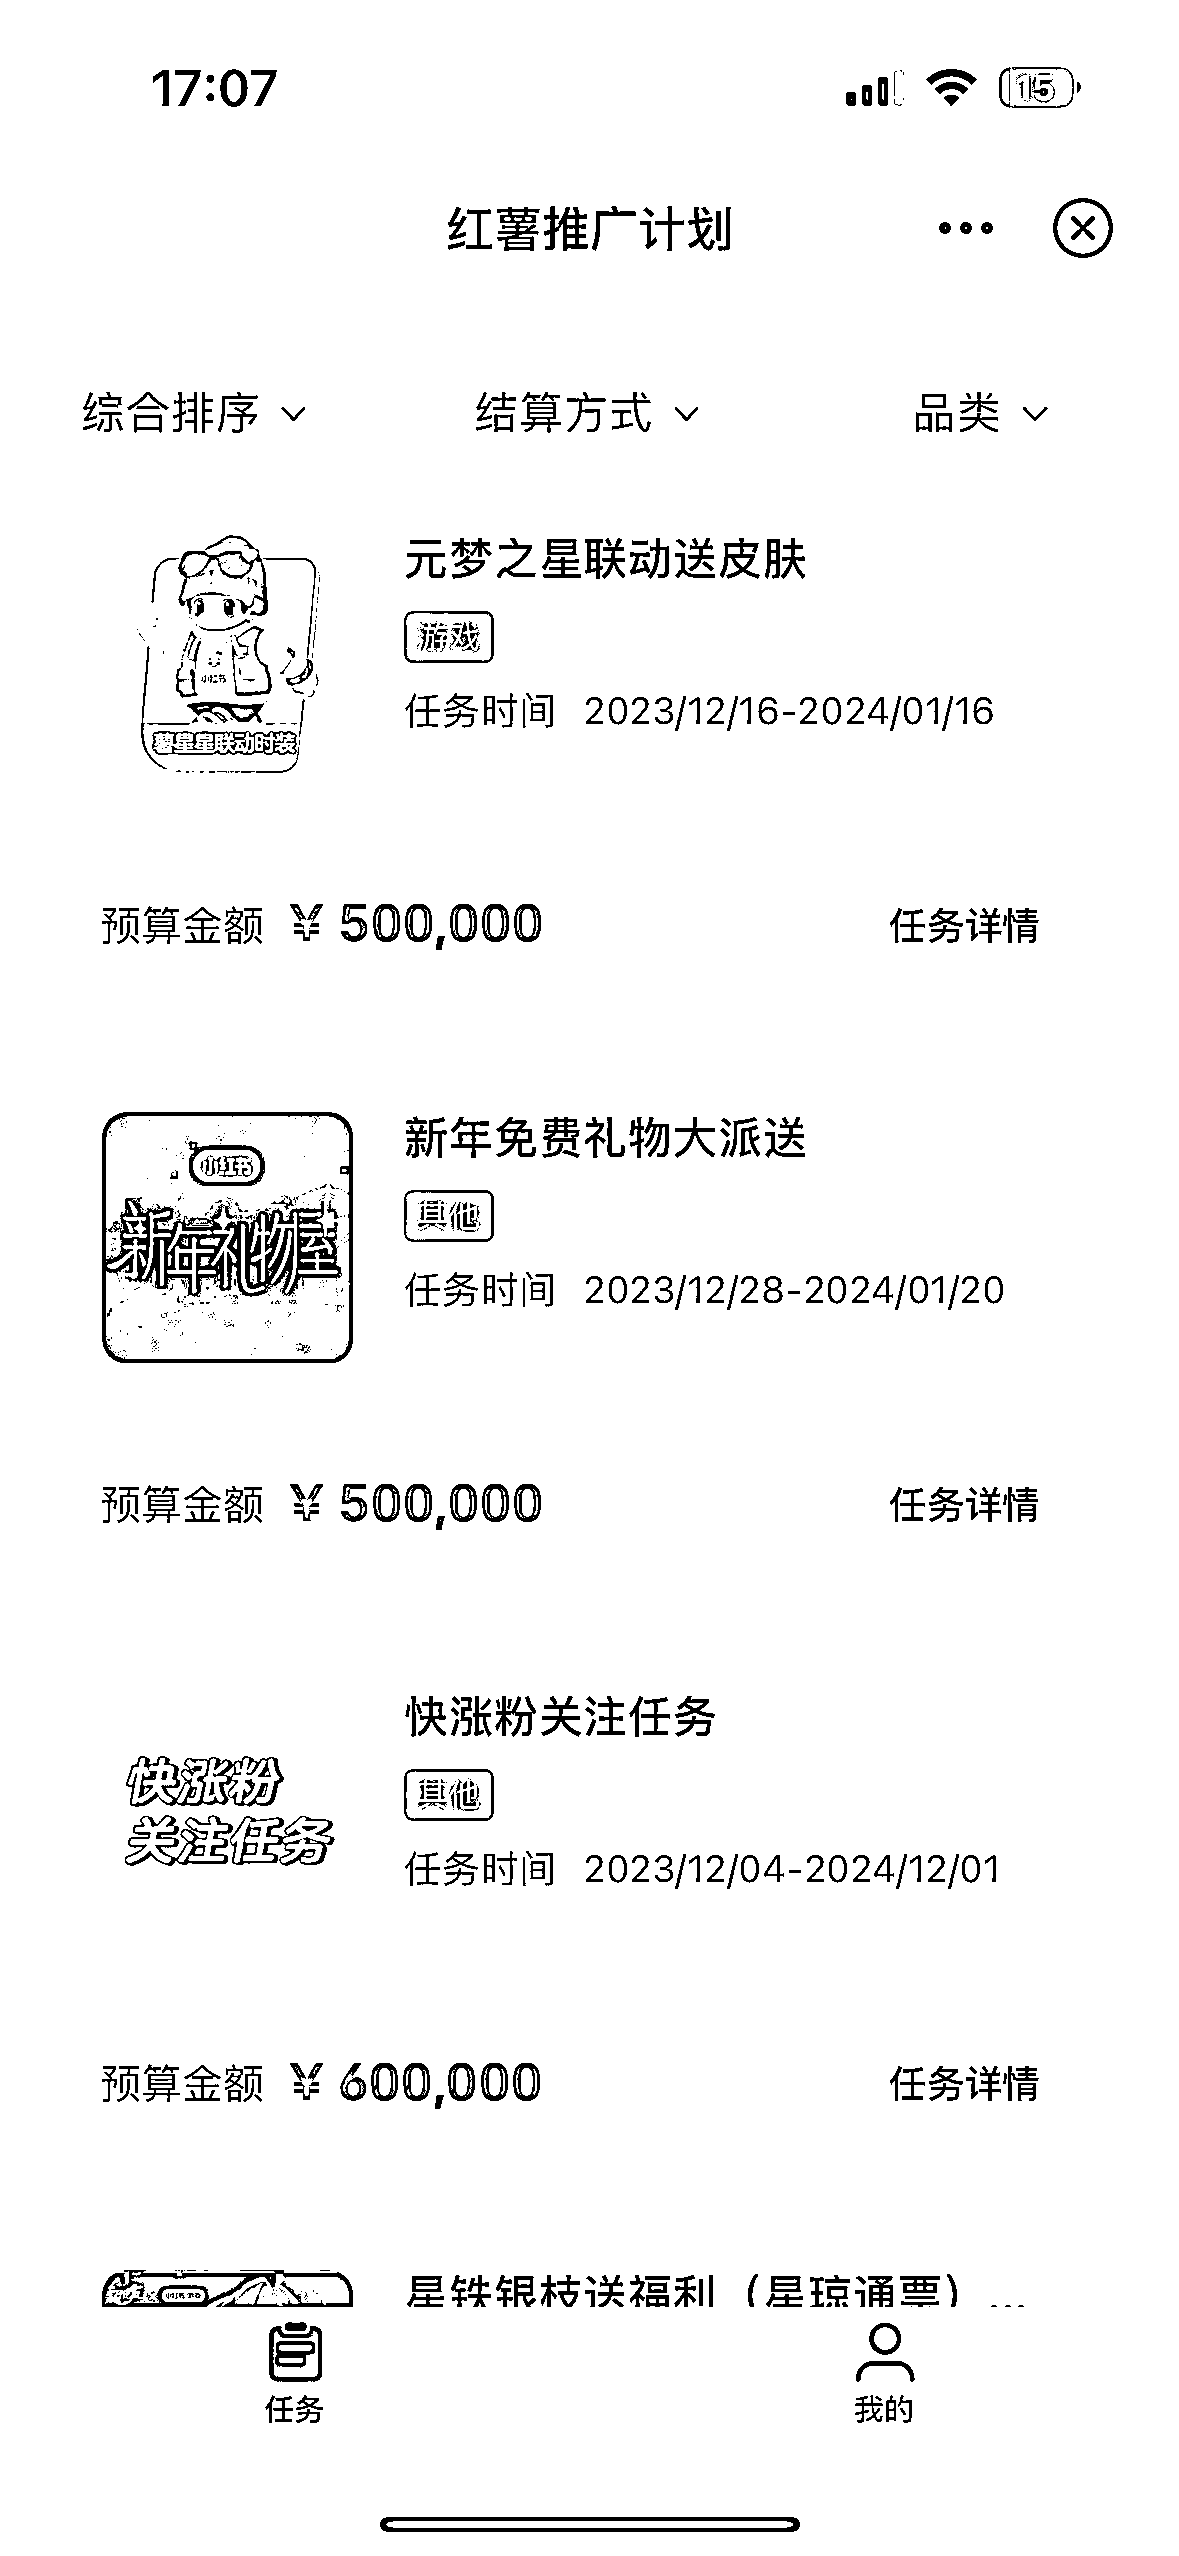 17:07
15
红薯推广计划
综合排序
结算方式
品类
元梦之星联动送皮肤
游戏
任务时间 2023/12/16-2024/01/16
小红书
薯星星联动时装
预算金额 ¥ 500,000
任务详情
新年免费礼物大派送
小红书
新年礼物屋
其他
任务时间 2023/12/28-2024/01/20
预算金额 ¥ 500,000
任务详情
快涨粉关注任务
快涨粉
关注任务
其他
任务时间 2023/12/04-2024/12/01
预算金额 ¥ 600,000
任务详情
星铁银枝送福利（星琼通票）...
任务
我的